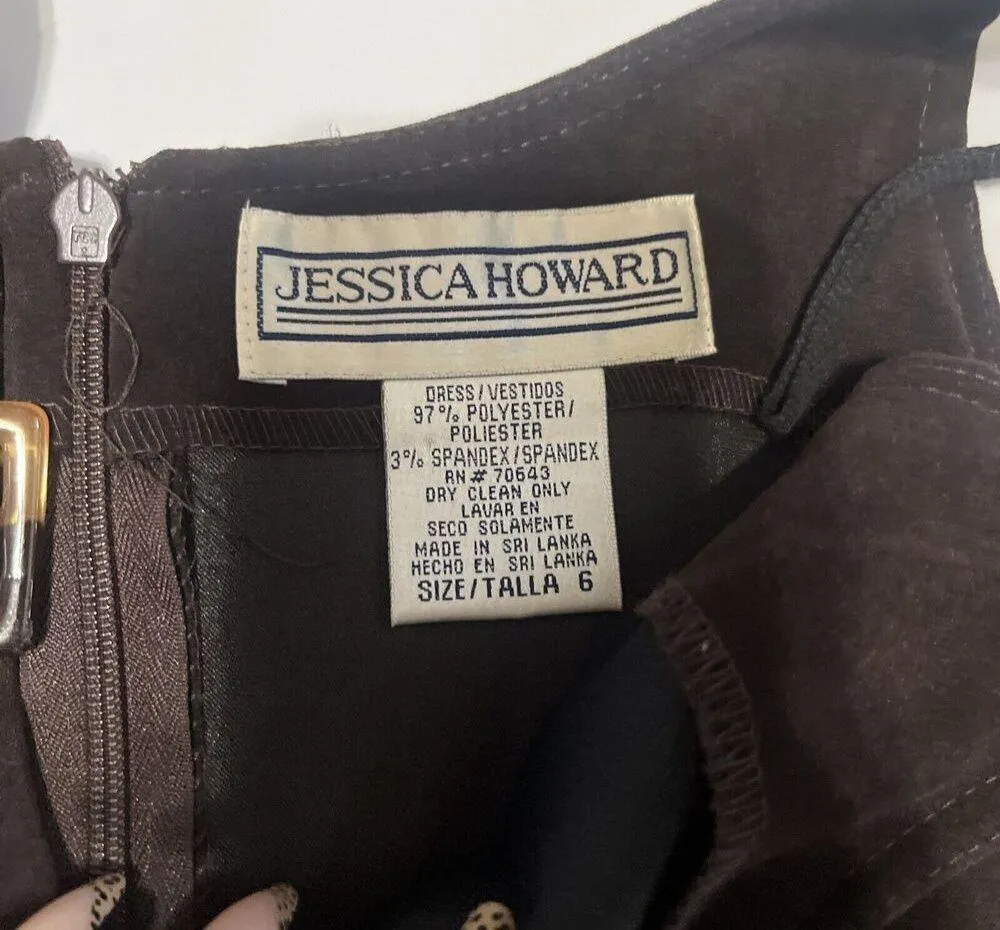 JESSICA HOWARD
DRESS/VESTIDOS
97% POLYESTER/
POLIESTER
3% SPANDEX/SPANDEX
RN# 70643
DRY CLEAN ONLY
LAVAR EN
SECO SOLAMENTE
MADE IN SRI LANKA
HECHO EN SRI LANKA
SIZE/TALLA 6